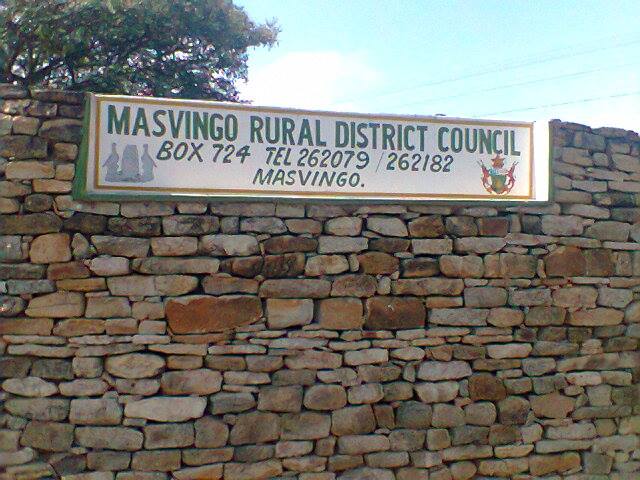 MASVINGO RURAL DISTRICT COUNCIL
BOX 724 TEL 262079 / 262182
MASVINGO.